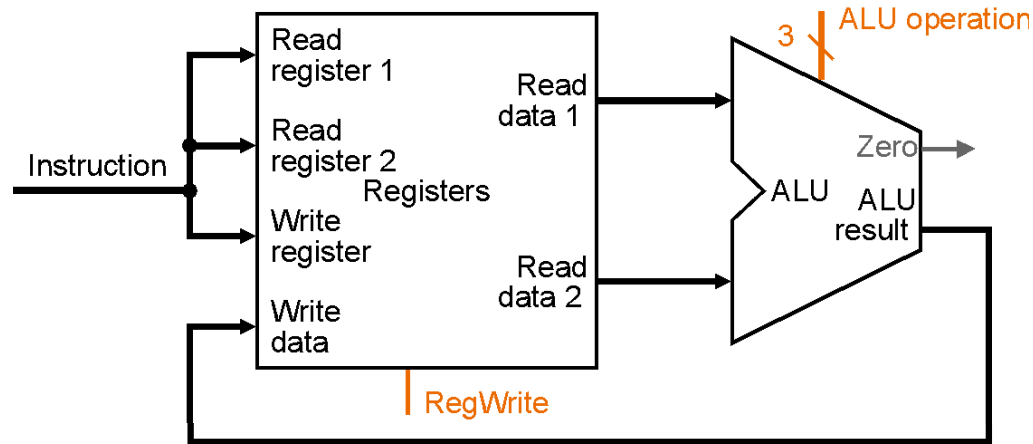 ALU operation
3
Read
register 1
Read
data 1
Read
register 2
Zero
Instruction
Registers
ALU
ALU
result
Write
register
Read
data 2
Write
data
RegWrite